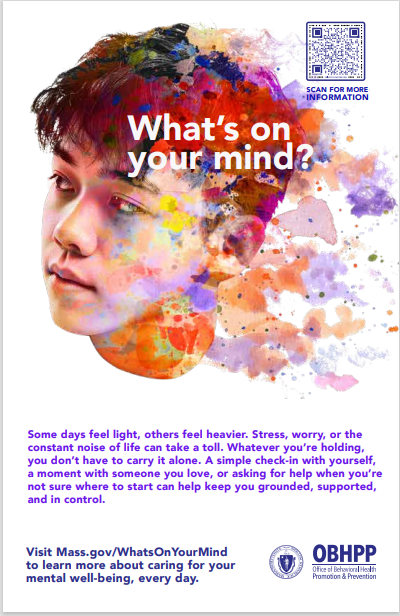 SCAN FOR MORE
INFORMATION
What's on
your mind?
Some days feel light, others feel heavier. Stress, worry, or the
constant noise of life can take a toll. Whatever you're holding,
you don't have to carry it alone. A simple check-in with yourself,
a moment with someone you love, or asking for help when you're
not sure where to start can help keep you grounded, supported,
and in control.
Visit Mass.gov/WhatsOnYourMind
to learn more about caring for your
mental well-being, every day.
OBHPP
Office of Behavioral Health
Promotion & Prevention